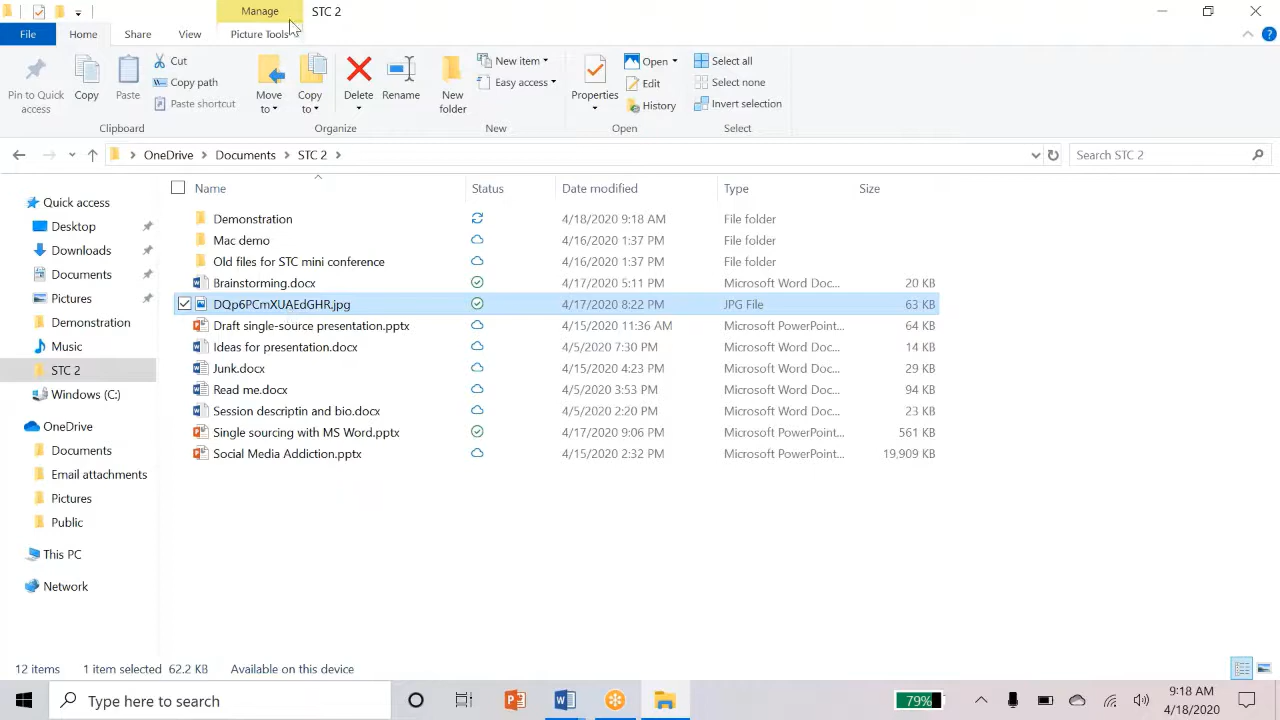 Manage STC 2
File Home Share View Picture Tools
Pin to Quick access
Copy
Paste
Cut
Copy path
Paste shortcut
Clipboard
Move to
Copy to
Delete
Rename
Organize
New folder
New item
Easy access
New
Properties
Open
Edit
History
Open
Select all
Select none
Invert selection
Select
OneDrive Documents STC 2 Search STC 2
Name Status Date modified Type Size
Demonstration 4/18/2020 9:18 AM File folder
Mac demo 4/16/2020 1:37 PM File folder
Old files for STC mini conference 4/16/2020 1:37 PM File folder
Brainstorming.docx 4/17/2020 5:11 PM Microsoft Word Doc... 20 KB
DQp6PCmXUAEdGHR.jpg 4/17/2020 8:22 PM JPG File 63 KB
Draft single-source presentation.pptx 4/15/2020 11:36 AM Microsoft PowerPoint... 64 KB
Ideas for presentation.docx 4/5/2020 7:30 PM Microsoft Word Doc... 14 KB
Junk.docx 4/15/2020 4:23 PM Microsoft Word Doc... 29 KB
Read me.docx 4/5/2020 3:53 PM Microsoft Word Doc... 94 KB
Session descriptin and bio.docx 4/5/2020 2:20 PM Microsoft Word Doc... 23 KB
Single sourcing with MS Word.pptx 4/17/2020 9:06 PM Microsoft PowerPoint... 561 KB
Social Media Addiction.pptx 4/15/2020 2:32 PM Microsoft PowerPoint... 19,909 KB
Quick access
Desktop
Downloads
Documents
Pictures
Demonstration
Music
STC 2
Windows (C:)
OneDrive
Documents
Email attachments
Pictures
Public
This PC
Network
12 items 1 item selected 62.2 KB Available on this device
Type here to search
79%
9:18 AM
4/18/2020